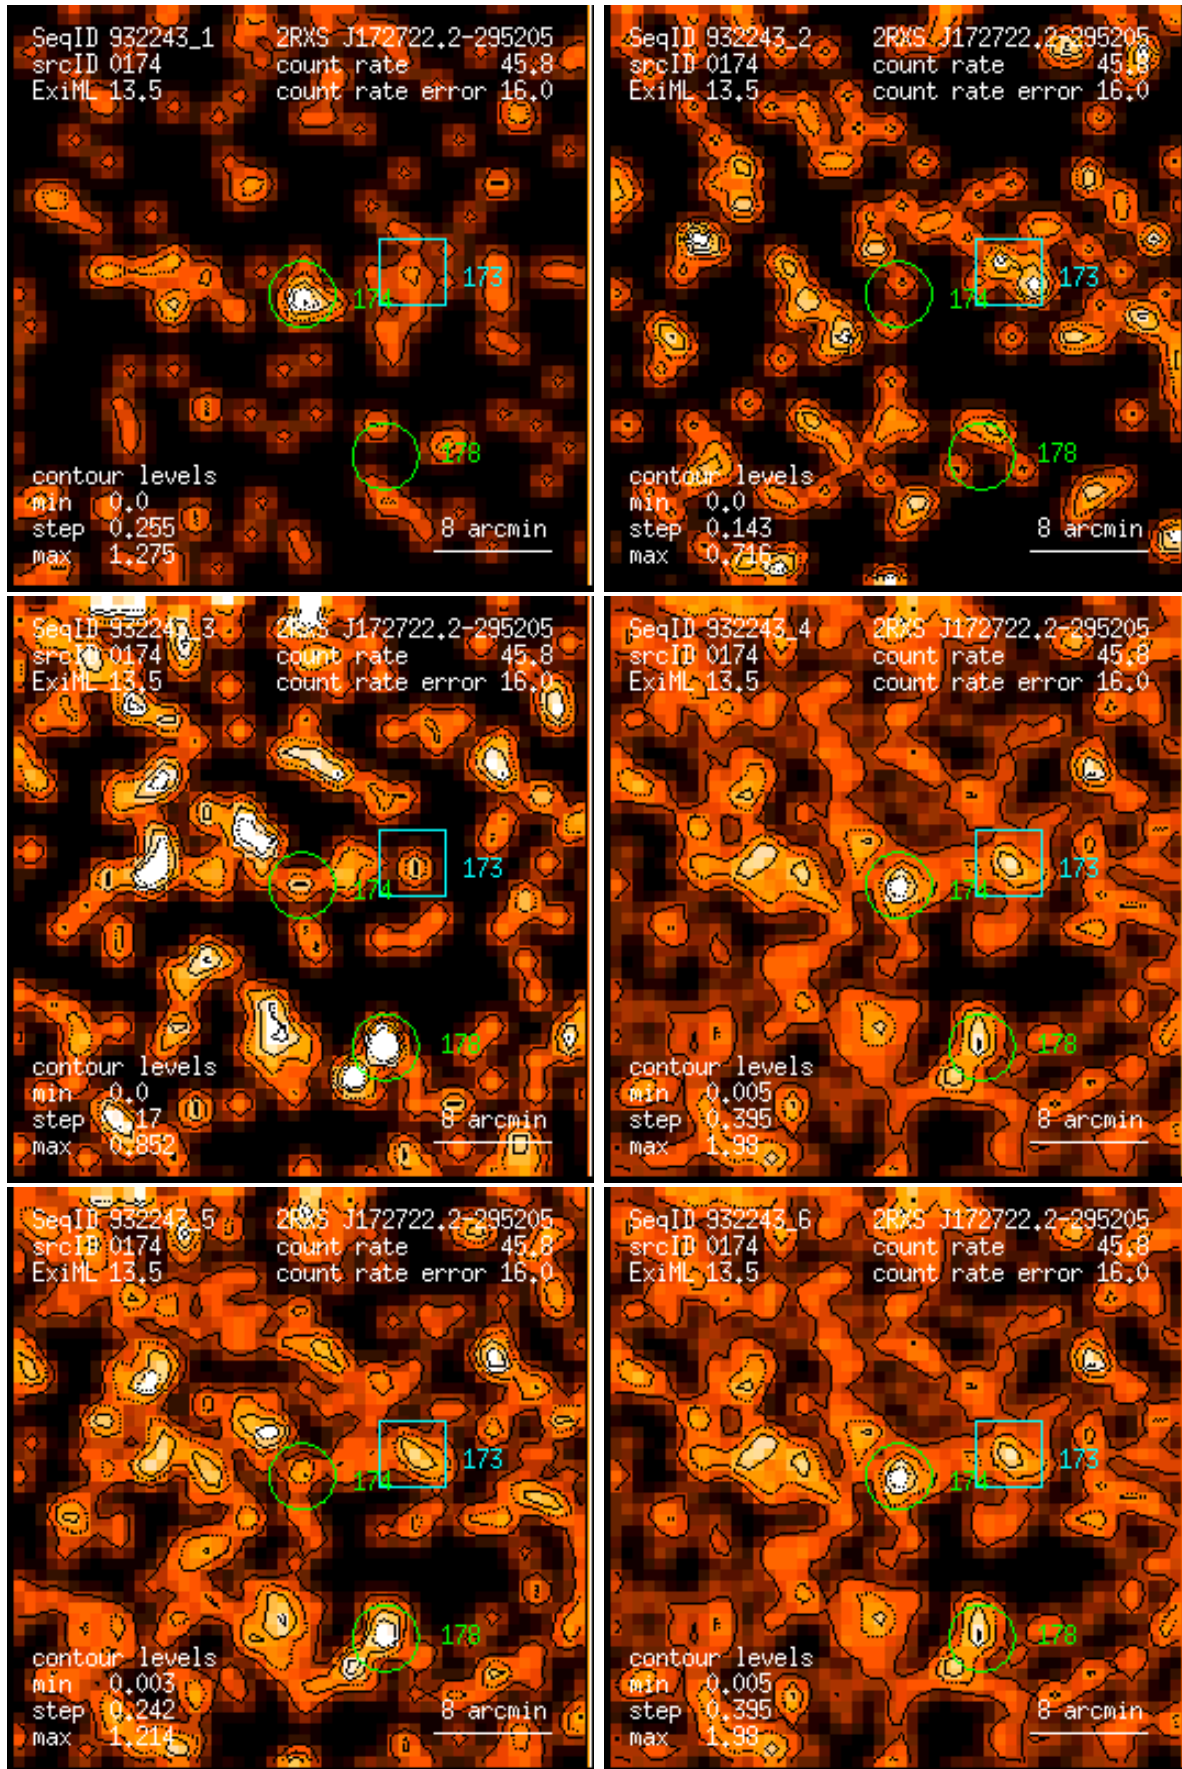 SeqID 932243_1 2RXS J172722.2-295205
srcID 0174 count rate 45.8
ExiML 13.5 count rate error 16.0
173
174
178
contour levels
min 0.0
step 0.255 8 arcmin
max 1.275
SeqID 932243_2 2RXS J172722.2-295205
srcID 0174 count rate 45.8
ExiML 13.5 count rate error 16.0
173
174
178
contour levels
min 0.0
step 0.143 8 arcmin
max 0.716
SeqID 932243_3 2RXS J172722.2-295205
srcID 0174 count rate 45.8
ExiML 13.5 count rate error 16.0
173
174
178
contour levels
min 0.0
step 0.17 8 arcmin
max 0.852
SeqID 932243_4 2RXS J172722.2-295205
srcID 0174 count rate 45.8
ExiML 13.5 count rate error 16.0
173
174
178
contour levels
min 0.005
step 0.395 8 arcmin
max 1.98
SeqID 932243_5 2RXS J172722.2-295205
srcID 0174 count rate 45.8
ExiML 13.5 count rate error 16.0
173
174
178
contour levels
min 0.003
step 0.242 8 arcmin
max 1.214
SeqID 932243_6 2RXS J172722.2-295205
srcID 0174 count rate 45.8
ExiML 13.5 count rate error 16.0
173
174
178
contour levels
min 0.005
step 0.395 8 arcmin
max 1.98